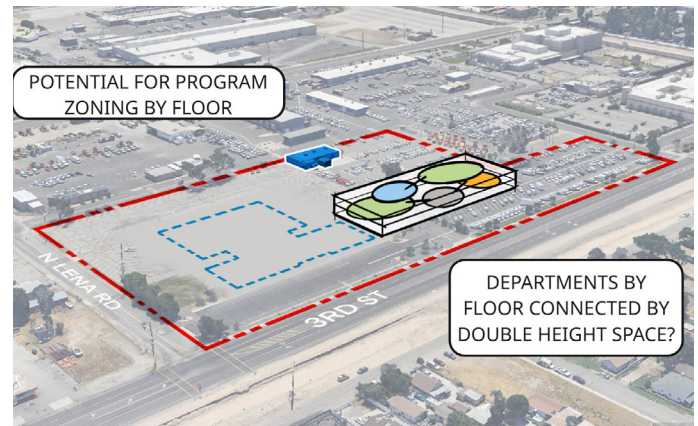 POTENTIAL FOR PROGRAM
ZONING BY FLOOR
N LENA RD
3RD ST
DEPARTMENTS BY
FLOOR CONNECTED BY
DOUBLE HEIGHT SPACE?